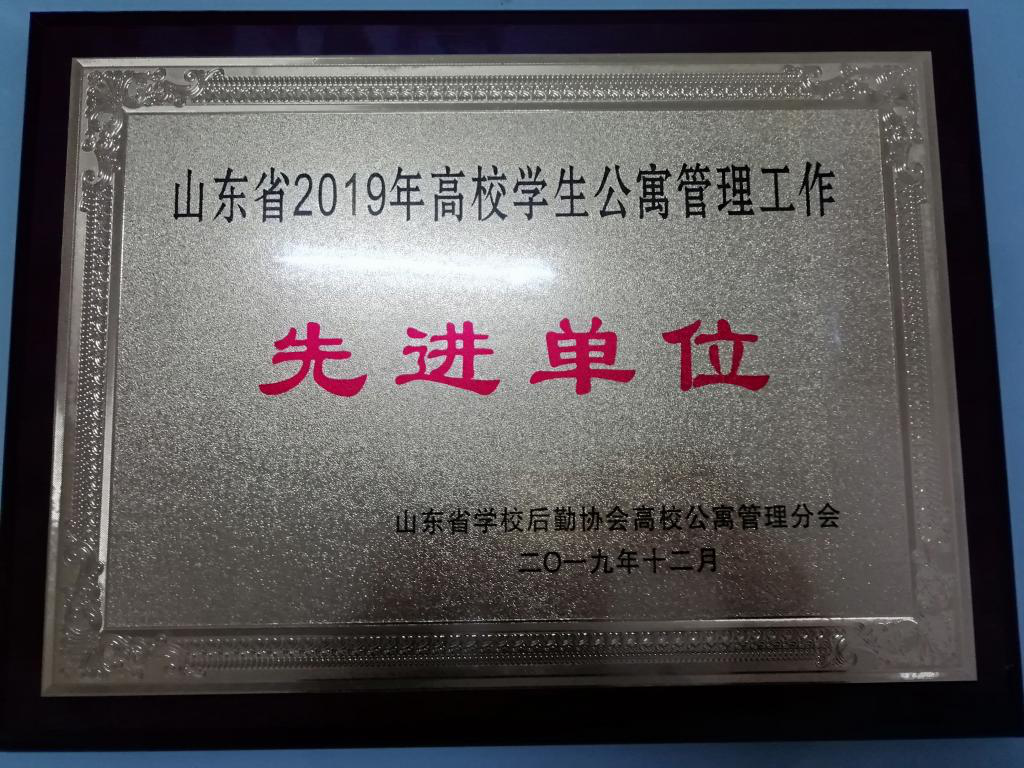 山东省2019年高校学生公寓管理工作
先进单位
山东省学校后勤协会高校公寓管理分会
二〇一九年十二月